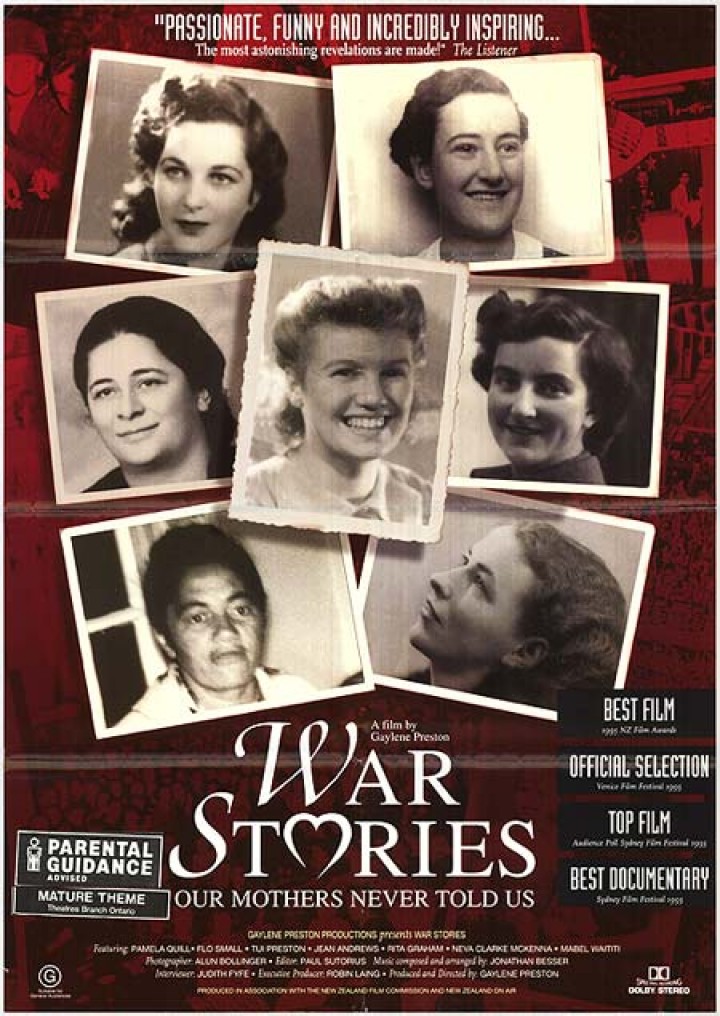 "PASSIONATE, FUNNY AND INCREDIBLY INSPIRING...
The most astonishing revelations are made!" The Listener
A film by
Gaylene Preston
WAR
STORIES
OUR MOTHERS NEVER TOLD US
BEST FILM
1995 NZ Film Awards
OFFICIAL SELECTION
Venice Film Festival 1995
TOP FILM
Audience Poll Sydney Film Festival 1995
BEST DOCUMENTARY
Sydney Film Festival 1995
PARENTAL
GUIDANCE
ADVISED
MATURE THEME
Theatres Branch Ontario
GAYLENE PRESTON PRODUCTIONS presents WAR STORIES
Featuring: PAMELA QUILL • FLO SMALL • TUI PRESTON • JEAN ANDREWS • RITA GRAHAM • NEVA CLARKE MCKENNA • MABEL WAITITI
Photographer: ALUN BOLLINGER • Editor: PAUL SUTORIUS Music composed and arranged by: JONATHAN BESSER
Interviewer: JUDITH FYFE • Executive Producer: ROBIN LAING • Produced and Directed by: GAYLENE PRESTON
PRODUCED IN ASSOCIATION WITH THE NEW ZEALAND FILM COMMISSION AND NEW ZEALAND ON AIR
G
Suitable for
General Audiences
DOLBY STEREO